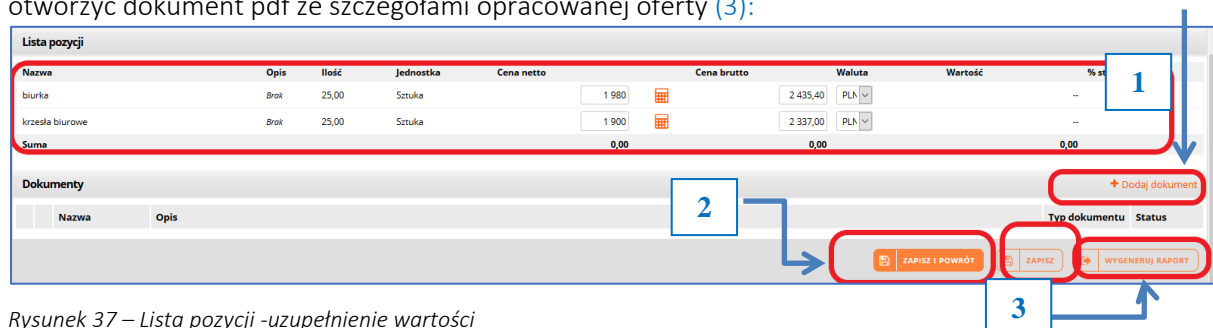 otworzyć dokument pdf ze szczegółami opracowanej oferty (3):
Lista pozycji
Nazwa Opis Ilość Jednostka Cena netto Cena brutto Waluta Wartość % st
1
biurka Brak 25,00 Sztuka 1 980 2 435,40 PLN --
krzesła biurowe Brak 25,00 Sztuka 1 900 2 337,00 PLN --
Suma 0,00 0,00 0,00
Dokumenty + Dodaj dokument
2
Nazwa Opis Typ dokumentu Status
ZAPISZ I POWRÓT ZAPISZ WYGENERUJ RAPORT
3
Rysunek 37 – Lista pozycji -uzupełnienie wartości